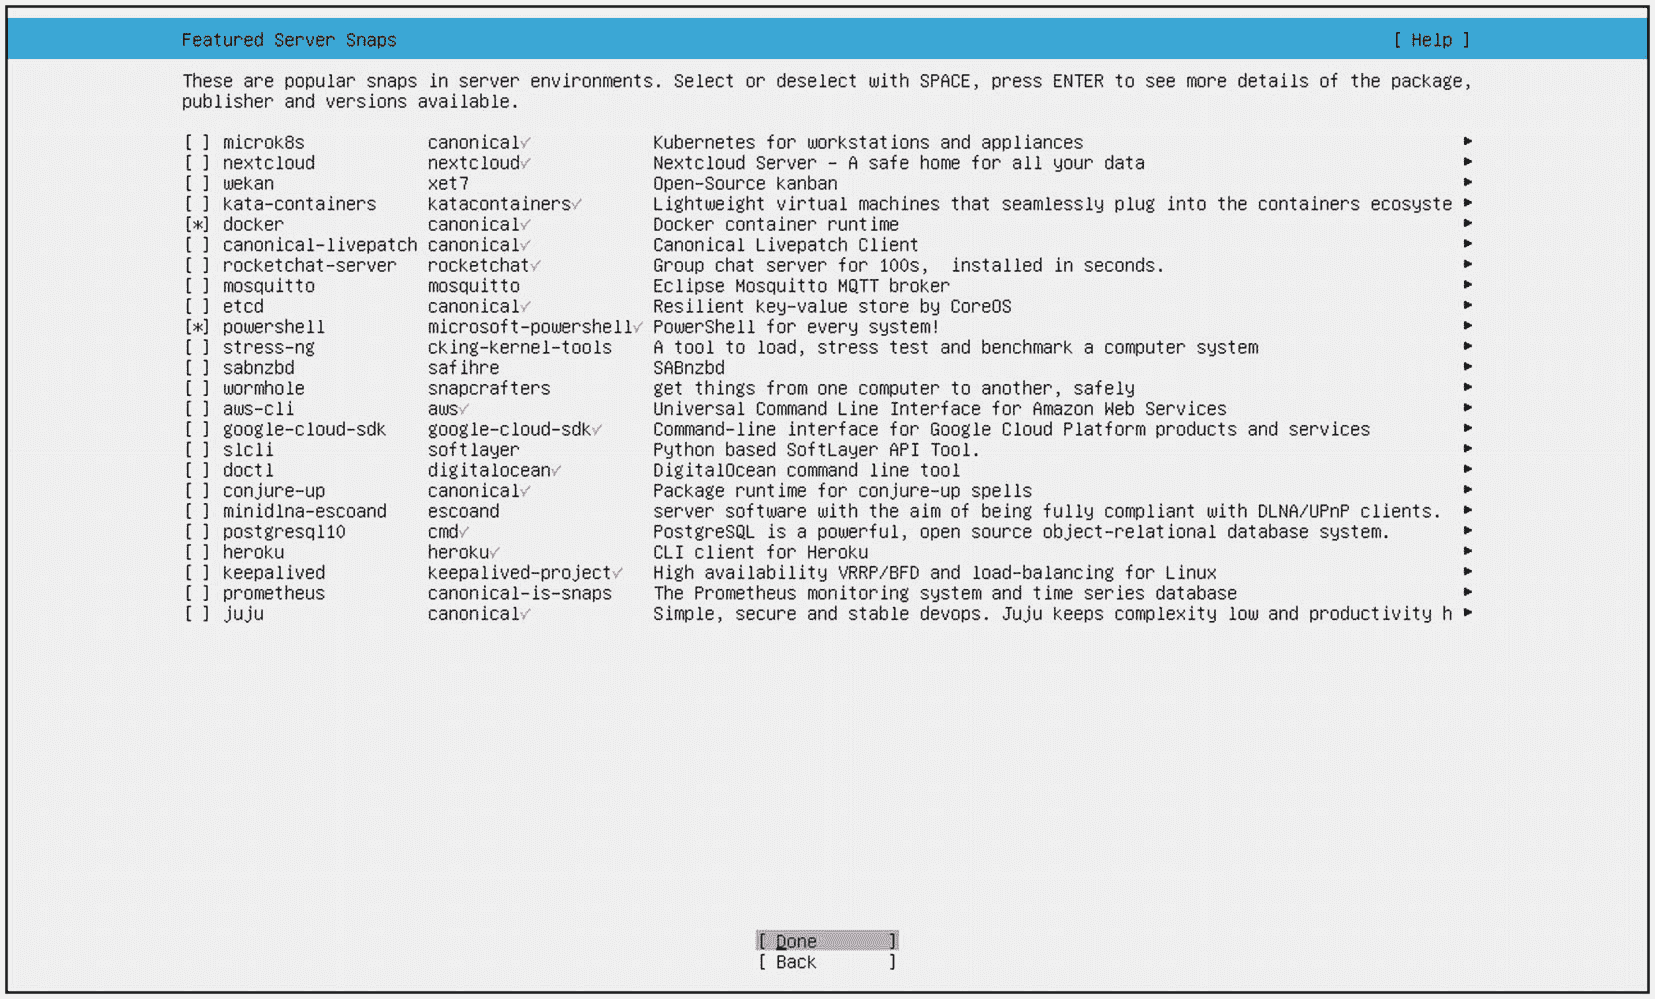 Featured Server Snaps [ Help ]
These are popular snaps in server environments. Select or deselect with SPACE, press ENTER to see more details of the package,
publisher and versions available.
[ ] microk8s canonical✓ Kubernetes for workstations and appliances ▸
[ ] nextcloud nextcloud✓ Nextcloud Server - A safe home for all your data ▸
[ ] wekan xet7 Open-Source kanban ▸
[ ] kata-containers katacontainers✓ Lightweight virtual machines that seamlessly plug into the containers ecosyste ▸
[*] docker canonical✓ Docker container runtime ▸
[ ] canonical-livepatch canonical✓ Canonical Livepatch Client ▸
[ ] rocketchat-server rocketchat✓ Group chat server for 100s,  installed in seconds. ▸
[ ] mosquitto mosquitto Eclipse Mosquitto MQTT broker ▸
[ ] etcd canonical✓ Resilient key-value store by CoreOS ▸
[*] powershell microsoft-powershell✓ PowerShell for every system! ▸
[ ] stress-ng cking-kernel-tools A tool to load, stress test and benchmark a computer system ▸
[ ] sabnzbd safihre SABnzbd ▸
[ ] wormhole snapcrafters get things from one computer to another, safely ▸
[ ] aws-cli aws✓ Universal Command Line Interface for Amazon Web Services ▸
[ ] google-cloud-sdk google-cloud-sdk✓ Command-line interface for Google Cloud Platform products and services ▸
[ ] slcli softlayer Python based SoftLayer API Tool. ▸
[ ] doctl digitalocean✓ DigitalOcean command line tool ▸
[ ] conjure-up canonical✓ Package runtime for conjure-up spells ▸
[ ] minidlna-escoand escoand server software with the aim of being fully compliant with DLNA/UPnP clients. ▸
[ ] postgresql10 cmd✓ PostgreSQL is a powerful, open source object-relational database system. ▸
[ ] heroku heroku✓ CLI client for Heroku ▸
[ ] keepalived keepalived-project✓ High availability VRRP/BFD and load-balancing for Linux ▸
[ ] prometheus canonical-is-snaps The Prometheus monitoring system and time series database ▸
[ ] juju canonical✓ Simple, secure and stable devops. Juju keeps complexity low and productivity h ▸
[ Done ]
[ Back ]